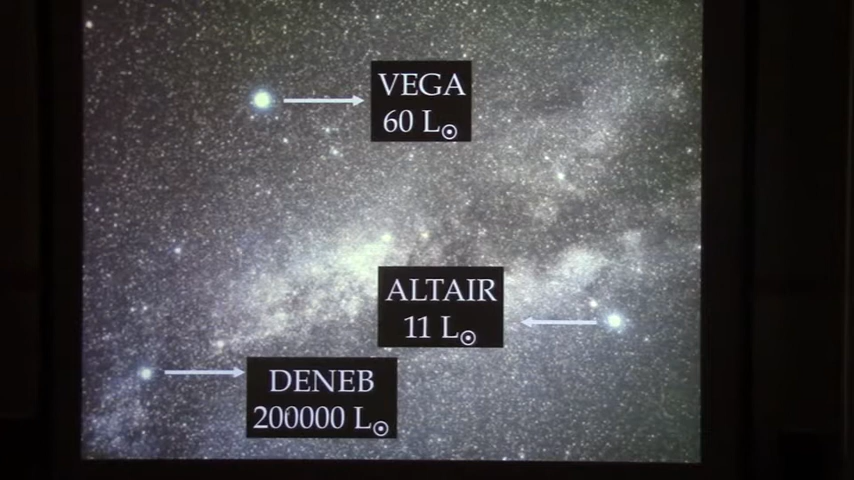 VEGA
60 L☉
ALTAIR
11 L☉
DENEB
200000 L☉